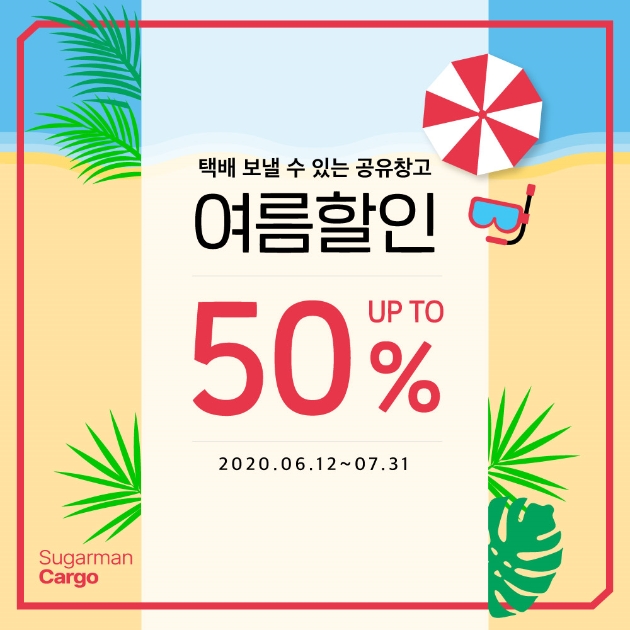 택배 보낼 수 있는 공유창고
여름할인
50% UP TO
2020.06.12~07.31
Sugarman
Cargo